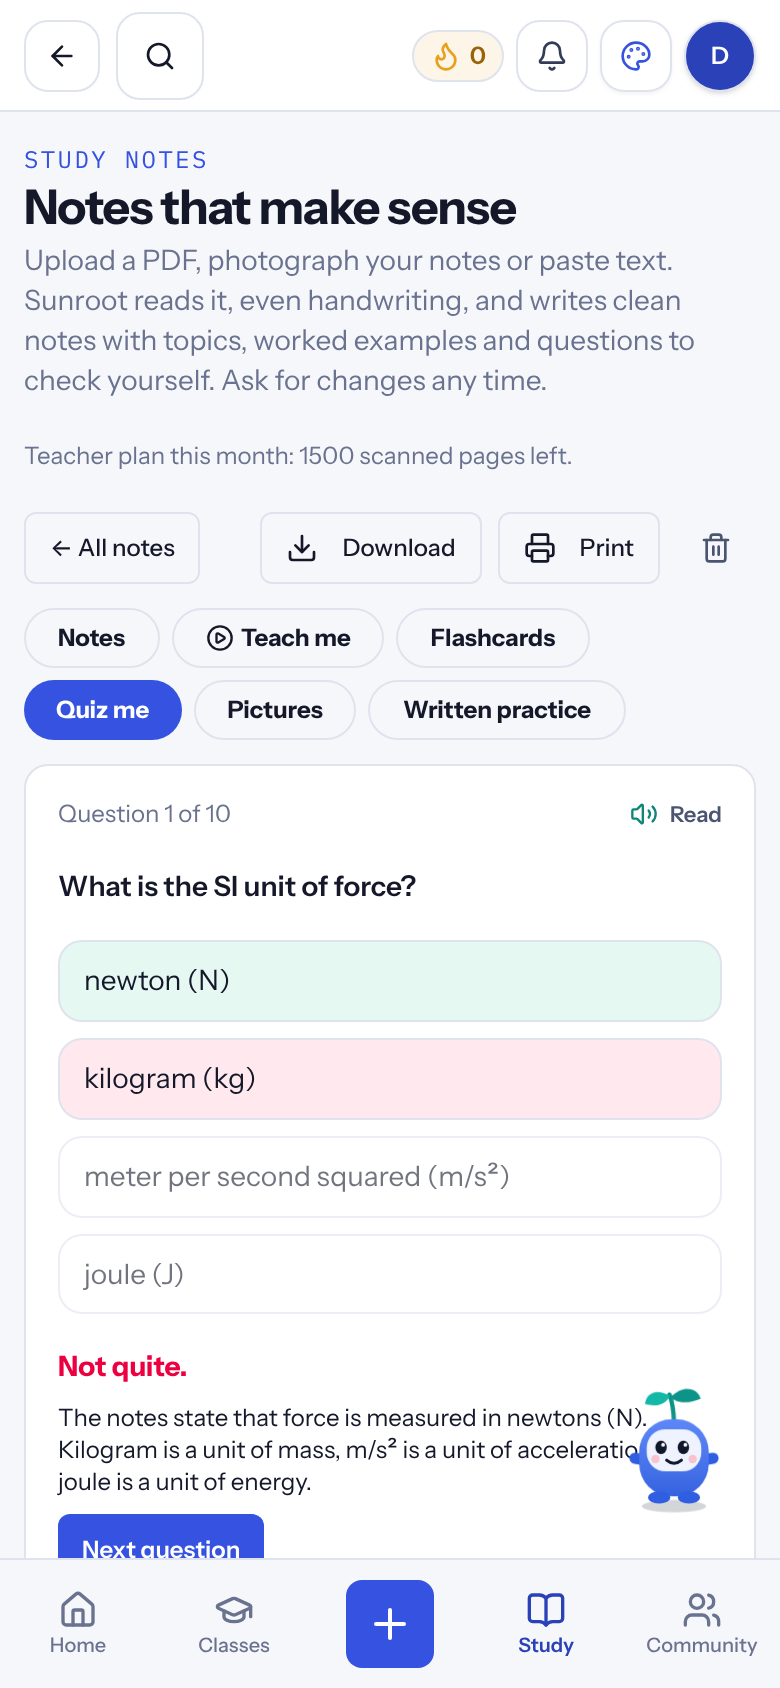 0
D
STUDY NOTES
Notes that make sense
Upload a PDF, photograph your notes or paste text.
Sunroot reads it, even handwriting, and writes clean
notes with topics, worked examples and questions to
check yourself. Ask for changes any time.
Teacher plan this month: 1500 scanned pages left.
← All notes
Download
Print
Notes
Teach me
Flashcards
Quiz me
Pictures
Written practice
Question 1 of 10
Read
What is the SI unit of force?
newton (N)
kilogram (kg)
meter per second squared (m/s²)
joule (J)
Not quite.
The notes state that force is measured in newtons (N).
Kilogram is a unit of mass, m/s² is a unit of acceleratio
joule is a unit of energy.
Next question
Home
Classes
Study
Community